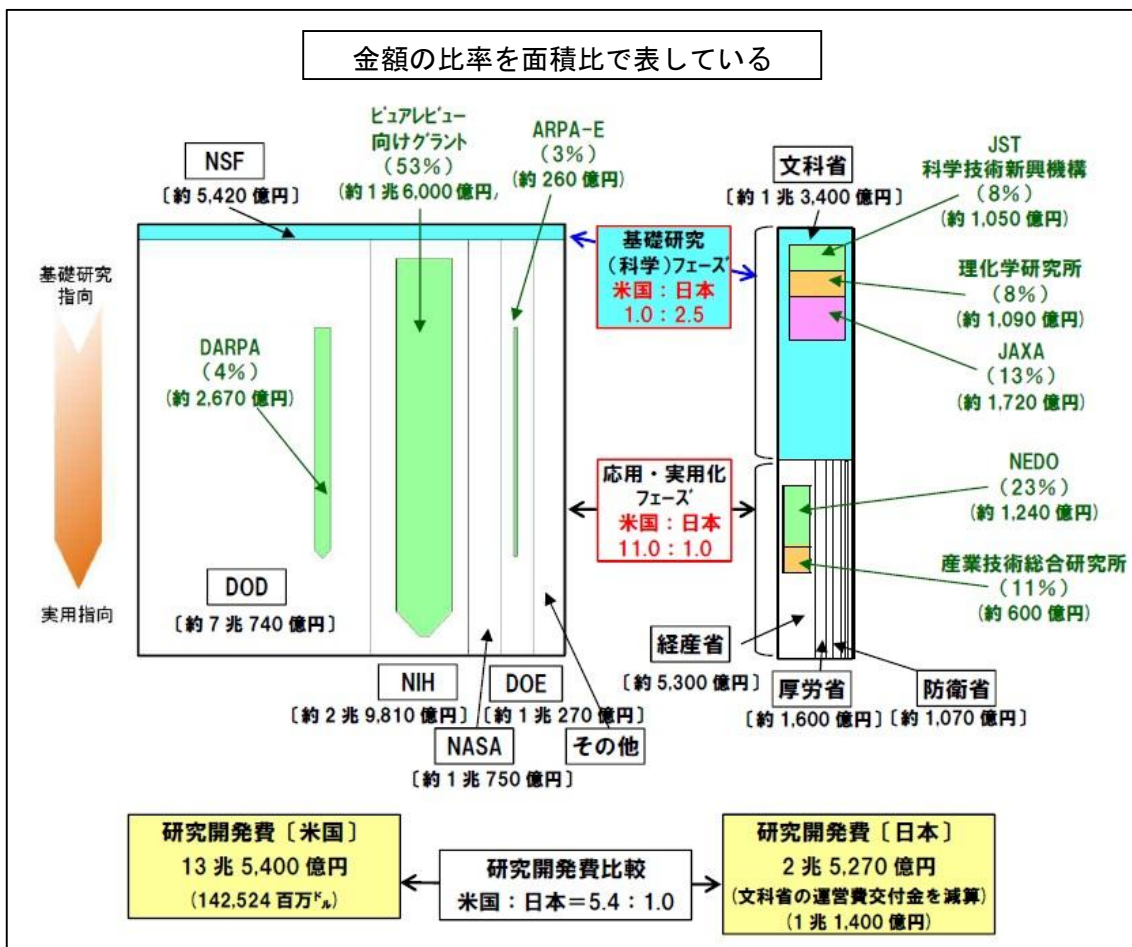 金額の比率を面積比で表している
NSF
〔約 5,420 億円〕
ピュアレビュー
向けグラント
(53%)
(約 1 兆 6,000 億円)
ARPA-E
(3%)
(約 260 億円)
文科省
〔約 1 兆 3,400 億円〕
JST
科学技術新興機構
(8%)
(約 1,050 億円)
基礎研究
指向
基礎研究
(科学)フェーズ
米国:日本
1.0:2.5
理化学研究所
(8%)
(約 1,090 億円)
DARPA
(4%)
(約 2,670 億円)
JAXA
(13%)
(約 1,720 億円)
応用・実用化
フェーズ
米国:日本
11.0:1.0
NEDO
(23%)
(約 1,240 億円)
産業技術総合研究所
(11%)
(約 600 億円)
実用指向
DOD
〔約 7 兆 740 億円〕
NIH
〔約 2 兆 9,810 億円〕
DOE
〔約 1 兆 270 億円〕
NASA
〔約 1 兆 750 億円〕
その他
経産省
〔約 5,300 億円〕
厚労省
〔約 1,600 億円〕
防衛省
〔約 1,070 億円〕
研究開発費〔米国〕
13 兆 5,400 億円
(142,524 百万ドル)
研究開発費比較
米国:日本=5.4:1.0
研究開発費〔日本〕
2 兆 5,270 億円
(文科省の運営費交付金を減算)
(1 兆 1,400 億円)